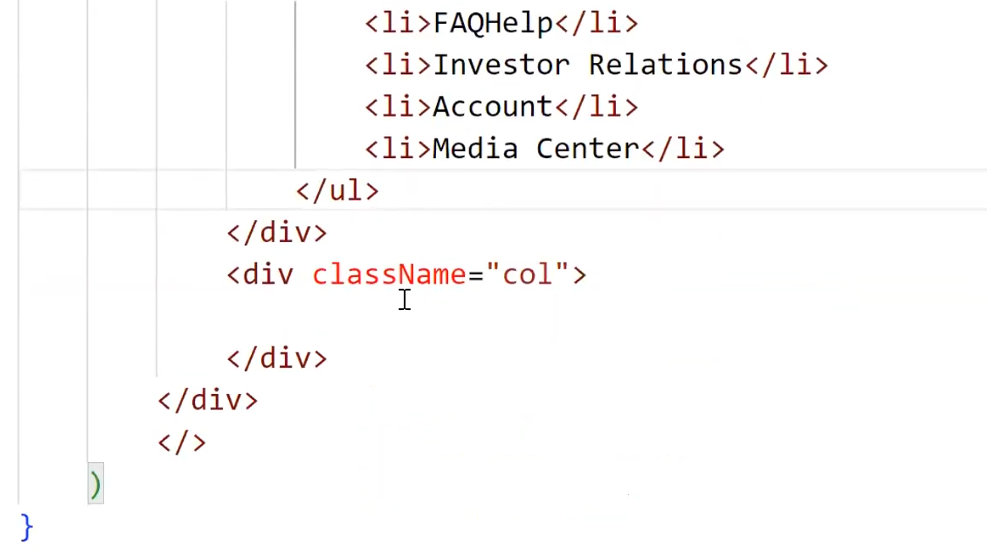 <li>FAQHelp</li>
<li>Investor Relations</li>
<li>Account</li>
<li>Media Center</li>
</ul>
</div>
<div className="col">
</div>
</div>
</>
)
}